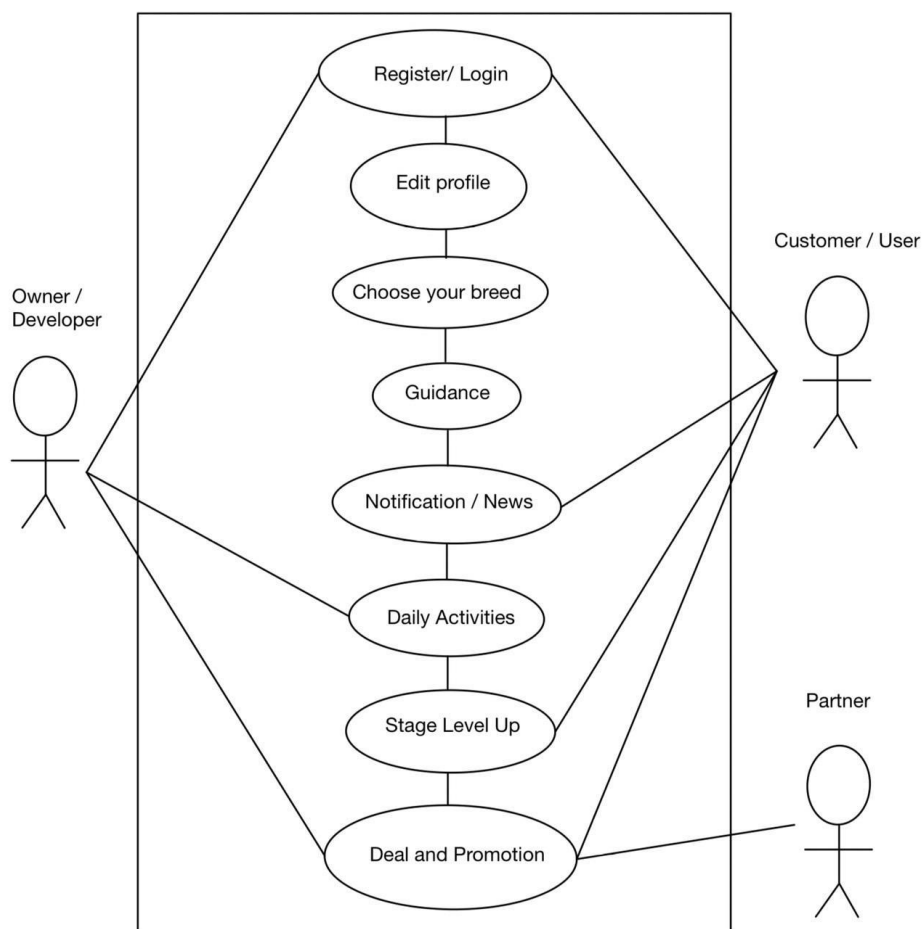 Register/ Login
Edit profile
Customer / User
Choose your breed
Owner /
Developer
Guidance
Notification / News
Daily Activities
Partner
Stage Level Up
Deal and Promotion